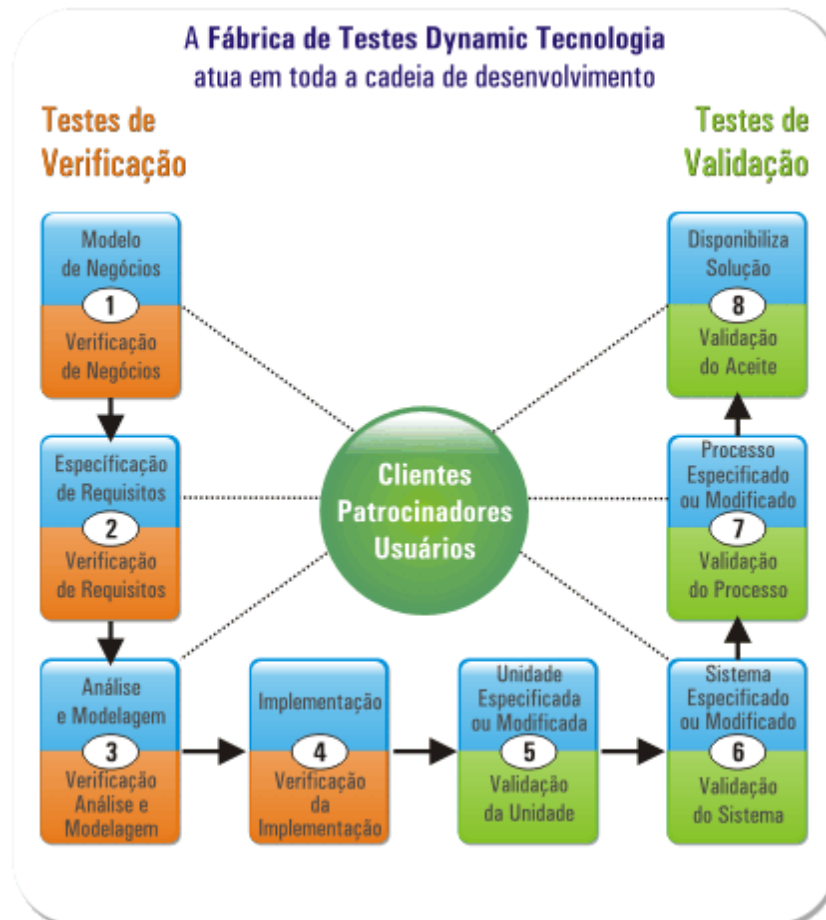 A Fábrica de Testes Dynamic Tecnologia
atua em toda a cadeia de desenvolvimento
Testes de
Verificação
Testes de
Validação
Modelo
de Negócios
1
Verificação
de Negócios
Disponibiliza
Solução
8
Validação
do Aceite
Específicação
de Requisitos
2
Verificação
de Requisitos
Clientes
Patrocinadores
Usuários
Processo
Especificado
ou Modificado
7
Validação
do Processo
Análise
e Modelagem
3
Verificação
Análise e
Modelagem
Implementação
4
Verificação
da
Implementação
Unidade
Especificada
ou Modificada
5
Validação
da Unidade
Sistema
Especificado
ou Modificado
6
Validação
do Sistema